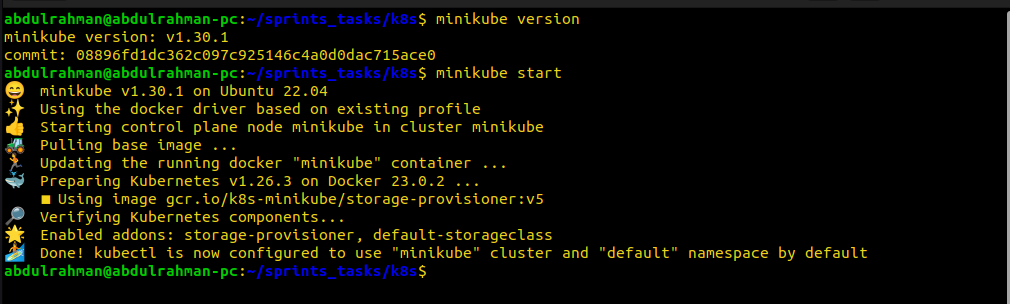 abdulrahman@abdulrahman-pc:~/sprints_tasks/k8s$ minikube version
minikube version: v1.30.1
commit: 08896fd1dc362c097c925146c4a0d0dac715ace0
abdulrahman@abdulrahman-pc:~/sprints_tasks/k8s$ minikube start
😄 minikube v1.30.1 on Ubuntu 22.04
✨ Using the docker driver based on existing profile
👍 Starting control plane node minikube in cluster minikube
🚜 Pulling base image ...
🏃 Updating the running docker "minikube" container ...
🐳 Preparing Kubernetes v1.26.3 on Docker 23.0.2 ...
■ Using image gcr.io/k8s-minikube/storage-provisioner:v5
🔎 Verifying Kubernetes components...
🌟 Enabled addons: storage-provisioner, default-storageclass
🏄 Done! kubectl is now configured to use "minikube" cluster and "default" namespace by default
abdulrahman@abdulrahman-pc:~/sprints_tasks/k8s$